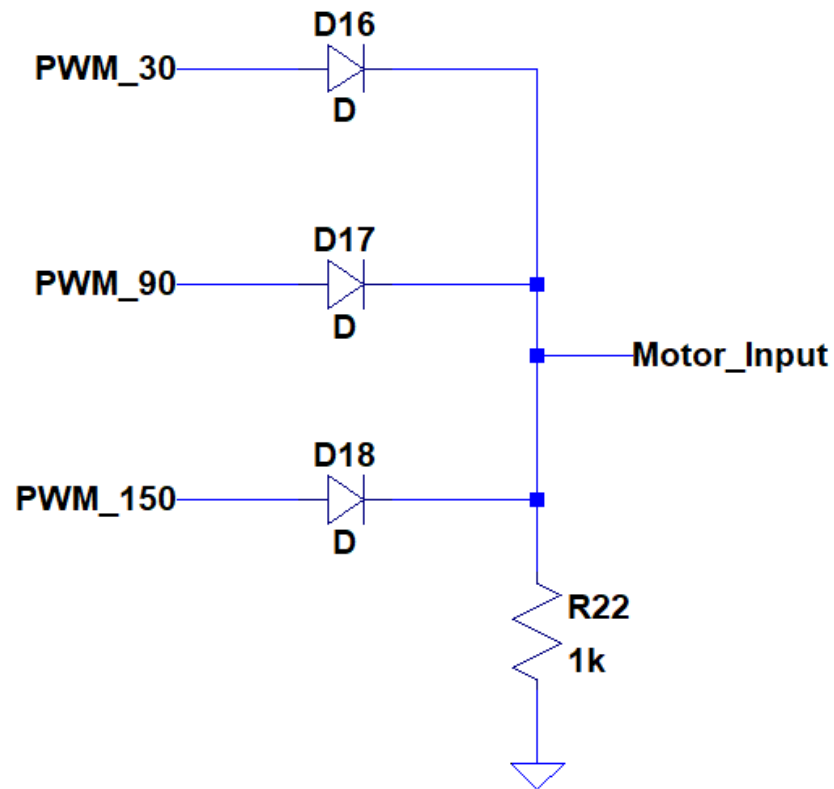 D16
PWM_30
D
D17
PWM_90
D
Motor_Input
D18
PWM_150
D
R22
1k